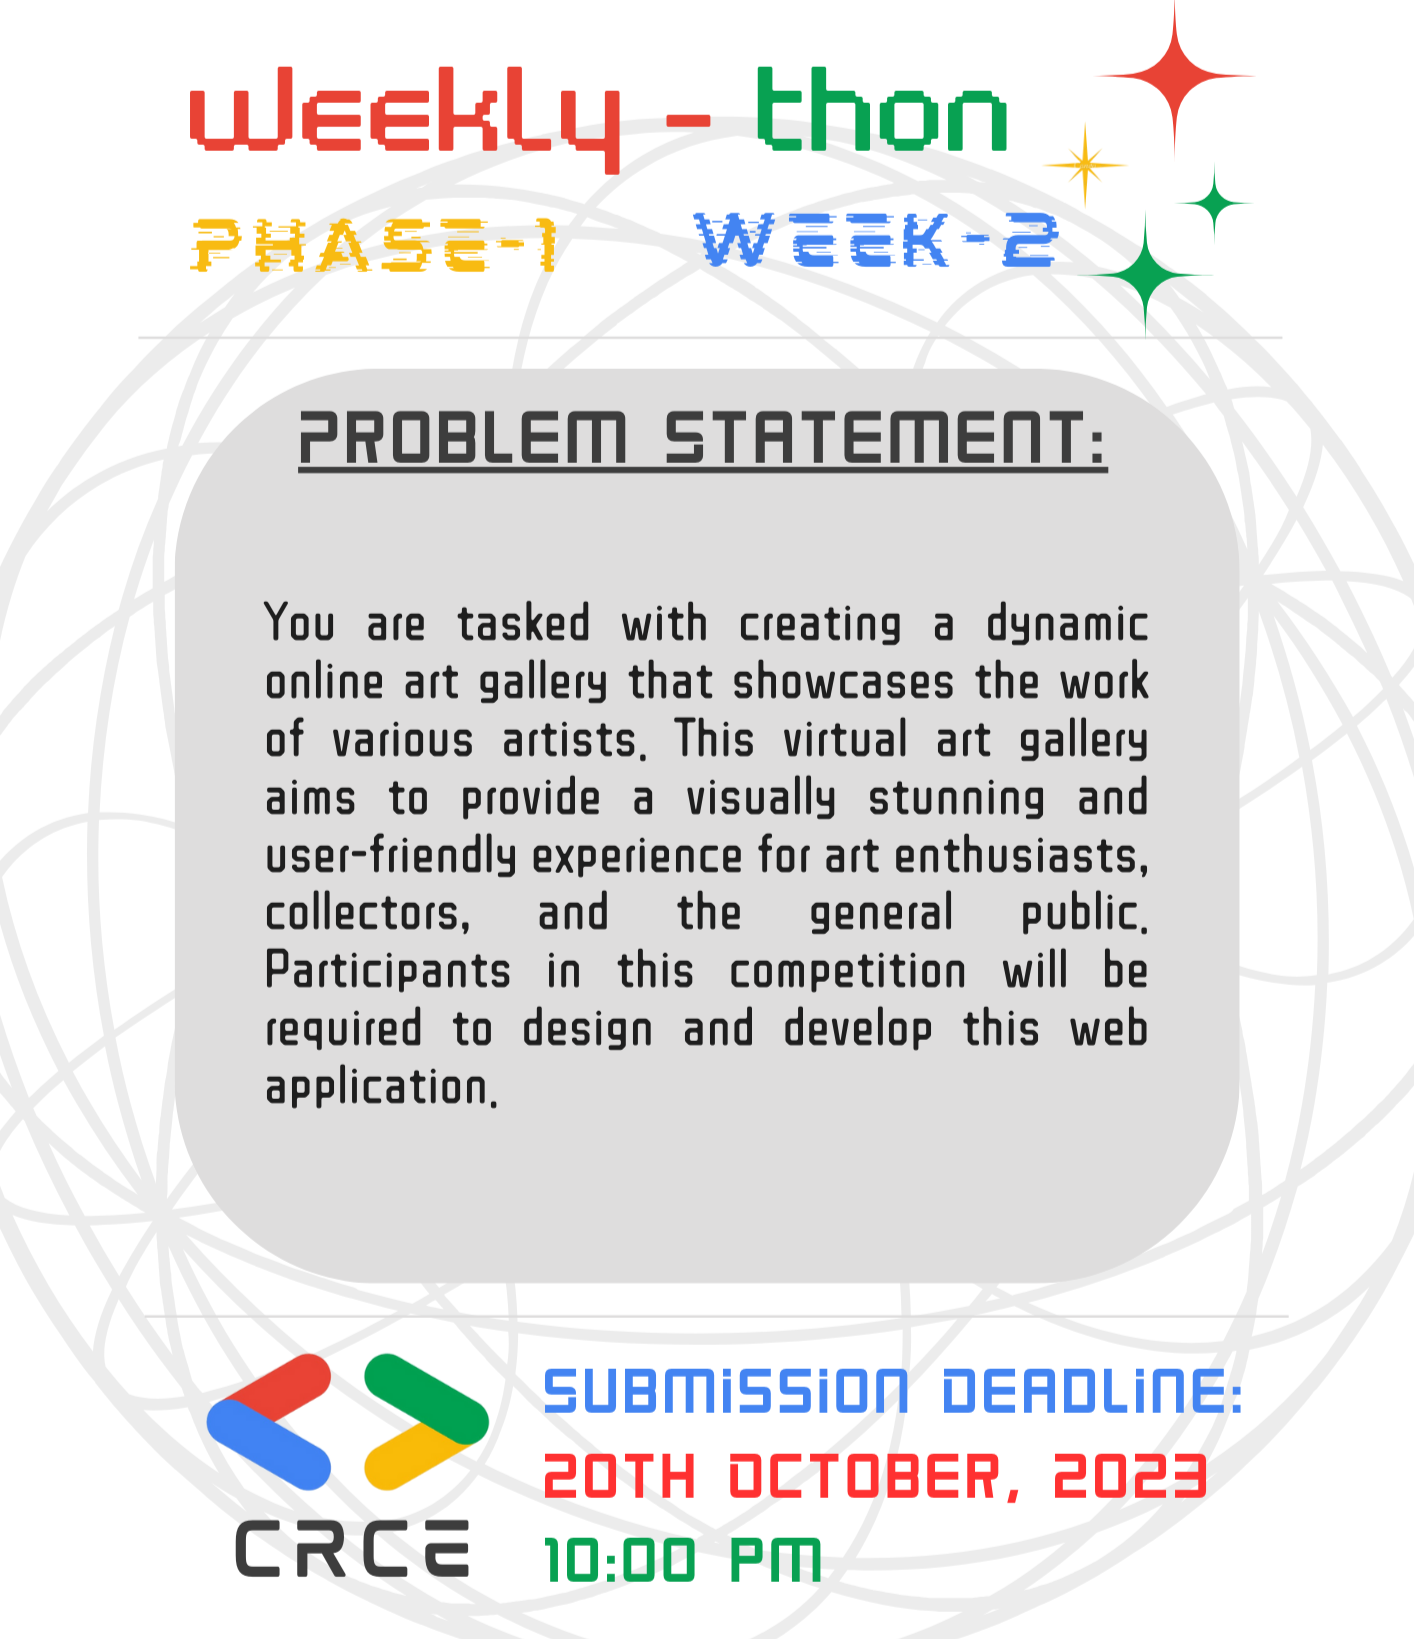 weekly - thon
PHASE-1 WEEK-2
PROBLEM STATEMENT:
You are tasked with creating a dynamic
online art gallery that showcases the work
of various artists. This virtual art gallery
aims to provide a visually stunning and
user-friendly experience for art enthusiasts,
collectors, and the general public.
Participants in this competition will be
required to design and develop this web
application.
SUBMiSSiON DEADLiNE:
20TH OCTOBER, 2023
10:00 PM
CRCE